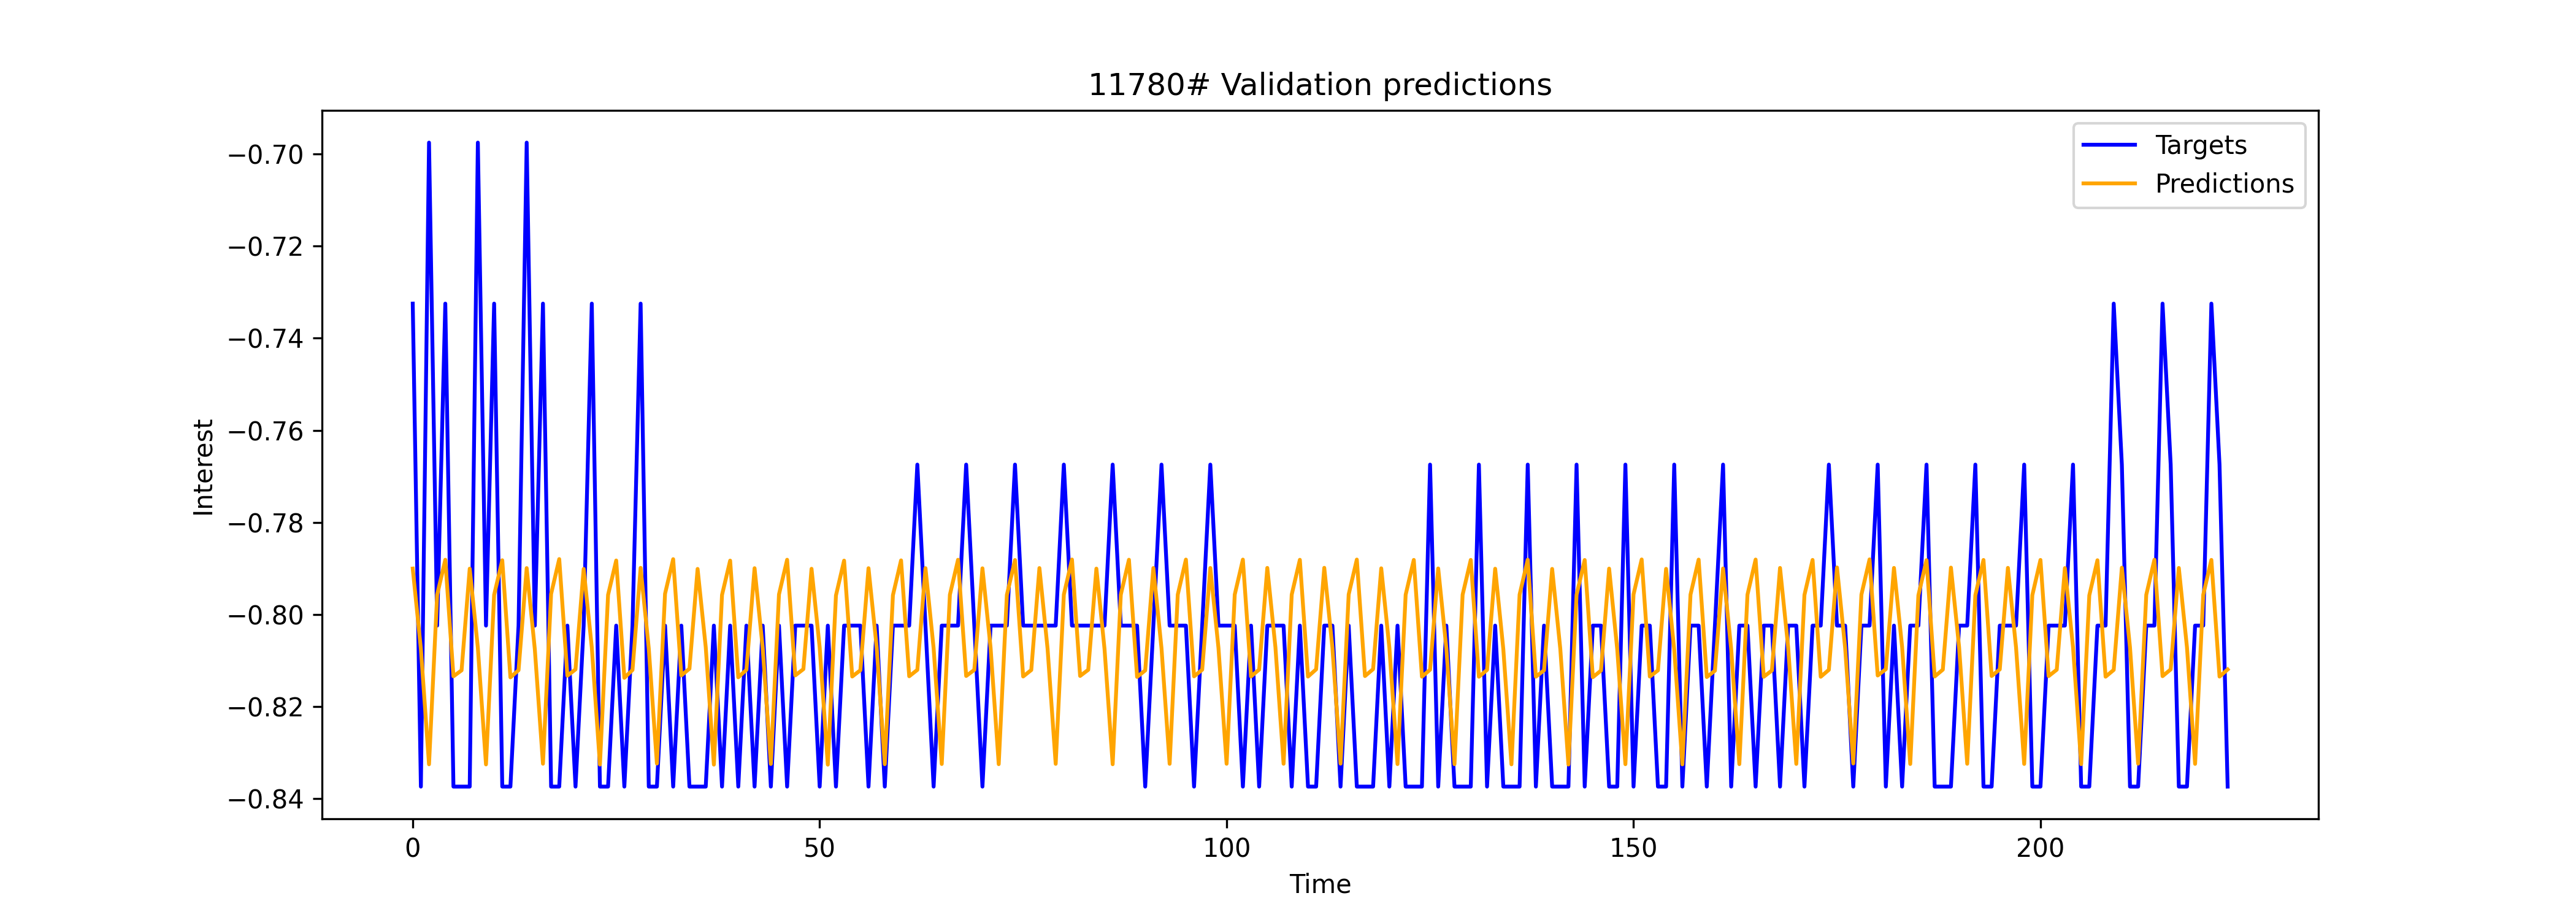 11780# Validation predictions
Targets
Predictions
Interest
−0.70
−0.72
−0.74
−0.76
−0.78
−0.80
−0.82
−0.84
0 50 100 150 200
Time